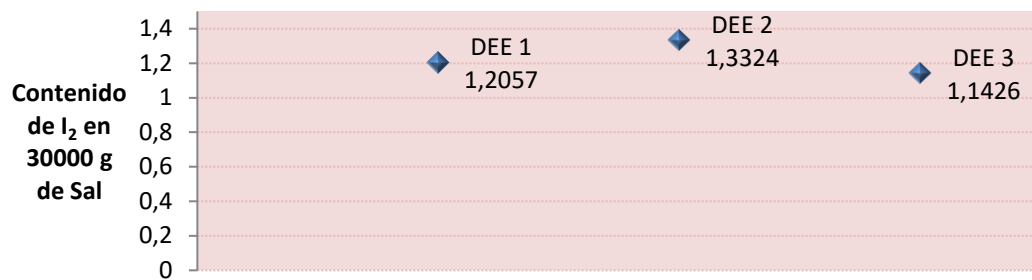 Contenido
de I₂ en
30000 g
de Sal
1,4
1,2
1
0,8
0,6
0,4
0,2
0
DEE 1
1,2057
DEE 2
1,3324
DEE 3
1,1426